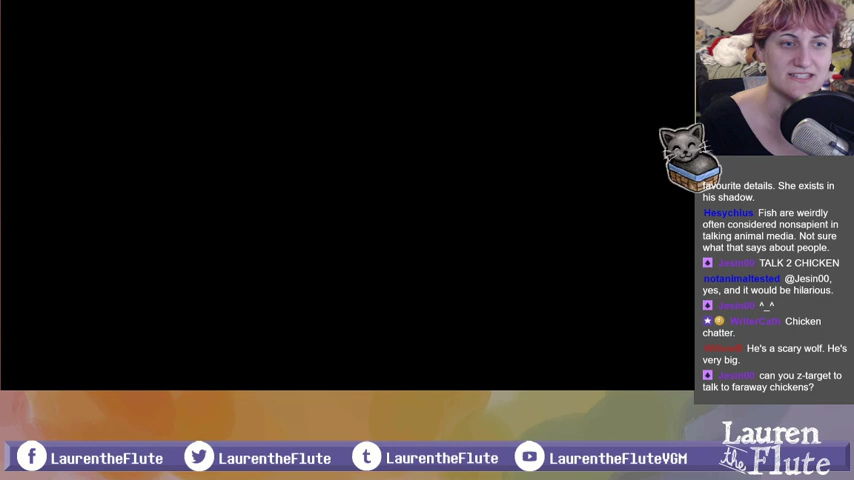 favourite details. She exists in
his shadow.
Hesychius Fish are weirdly
often considered nonsapient in
talking animal media. Not sure
what that says about people.
Jesin00 TALK 2 CHICKEN
notanimaltested @Jesin00,
yes, and it would be hilarious.
Jesin00 ^_^
WriterCath Chicken
chatter.
He's a scary wolf. He's
very big.
Jesin00 can you z-target to
talk to faraway chickens?
Lauren
the Flute
LaurentheFlute
LaurentheFlute
LaurentheFlute
LaurentheFluteVGM